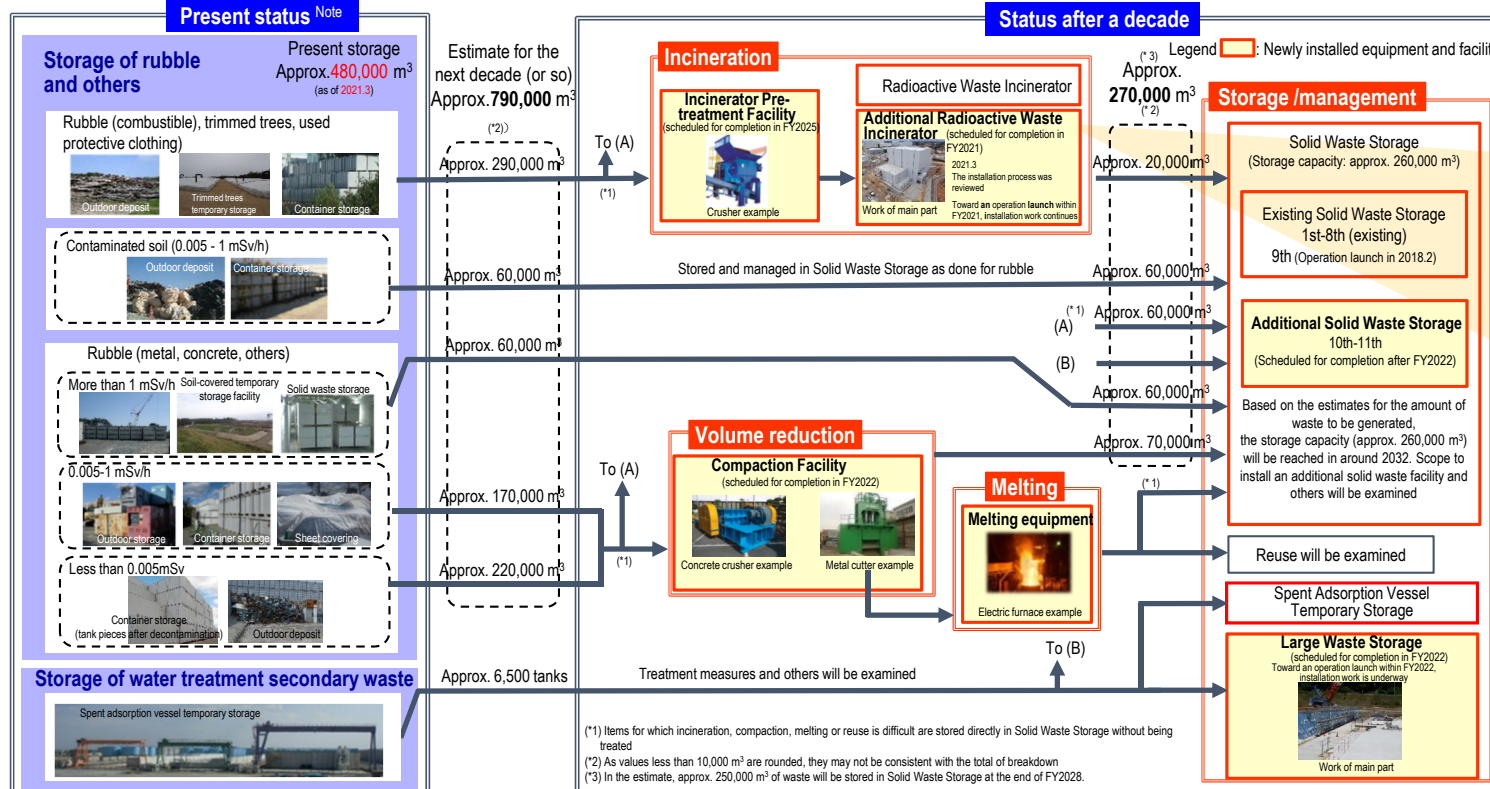 Present status Note
Storage of rubble
and others
Present storage
Approx.480,000 m³
(as of 2021.3)
Rubble (combustible), trimmed trees, used
protective clothing)
Outdoor deposit
Trimmed trees
temporary storage
Container storage
Contaminated soil (0.005 - 1 mSv/h)
Outdoor deposit
Container storage
Rubble (metal, concrete, others)
More than 1 mSv/h
Soil-covered temporary
storage facility
Solid waste storage
0.005-1 mSv/h
Outdoor storage
Container storage
Sheet covering
Less than 0.005mSv
Container storage
(tank pieces after decontamination)
Outdoor deposit
Storage of water treatment secondary waste
Spent adsorption vessel temporary storage
Estimate for the
next decade (or so)
Approx.790,000 m³
(*2)
Approx. 290,000 m³
Approx. 60,000 m³
Approx. 60,000 m³
Approx. 170,000 m³
Approx. 220,000 m³
Approx. 6,500 tanks
Status after a decade
Legend : Newly installed equipment and facilit
To (A)
(*1)
Incineration
Radioactive Waste Incinerator
Incinerator Pre-
treatment Facility
(scheduled for completion in FY2025)
Crusher example
Additional Radioactive Waste
Incinerator (scheduled for completion in
FY2021)
2021.3
The installation process was
reviewed
Toward an operation launch within
FY2021, installation work continues
Work of main part
(*3)
Approx.
270,000 m³
(*2)
Approx. 20,000 m³
Stored and managed in Solid Waste Storage as done for rubble
Approx. 60,000 m³
(A)
(*1)
Approx. 60,000 m³
(B)
Approx. 60,000 m³
Approx. 70,000 m³
To (A)
(*1)
Volume reduction
Compaction Facility
(scheduled for completion in FY2022)
Concrete crusher example
Metal cutter example
Melting
Melting equipment
Electric furnace example
(*1)
To (B)
Treatment measures and others will be examined
Storage /management
Solid Waste Storage
(Storage capacity: approx. 260,000 m³)
Existing Solid Waste Storage
1st-8th (existing)
9th (Operation launch in 2018.2)
Additional Solid Waste Storage
10th-11th
(Scheduled for completion after FY2022)
Based on the estimates for the amount of
waste to be generated,
the storage capacity (approx. 260,000 m³)
will be reached in around 2032. Scope to
install an additional solid waste facility and
others will be examined
Reuse will be examined
Spent Adsorption Vessel
Temporary Storage
Large Waste Storage
(scheduled for completion in FY2022)
Toward an operation launch within FY2022,
installation work is underway
Work of main part
(*1) Items for which incineration, compaction, melting or reuse is difficult are stored directly in Solid Waste Storage without being
treated
(*2) As values less than 10,000 m³ are rounded, they may not be consistent with the total of breakdown
(*3) In the estimate, approx. 250,000 m³ of waste will be stored in Solid Waste Storage at the end of FY2028.